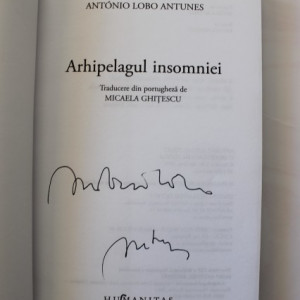 ANTÓNIO LOBO ANTUNES
Arhipelagul insomniei
Traducere din portugheză de
MICAELA GHIȚESCU
HUMANITAS